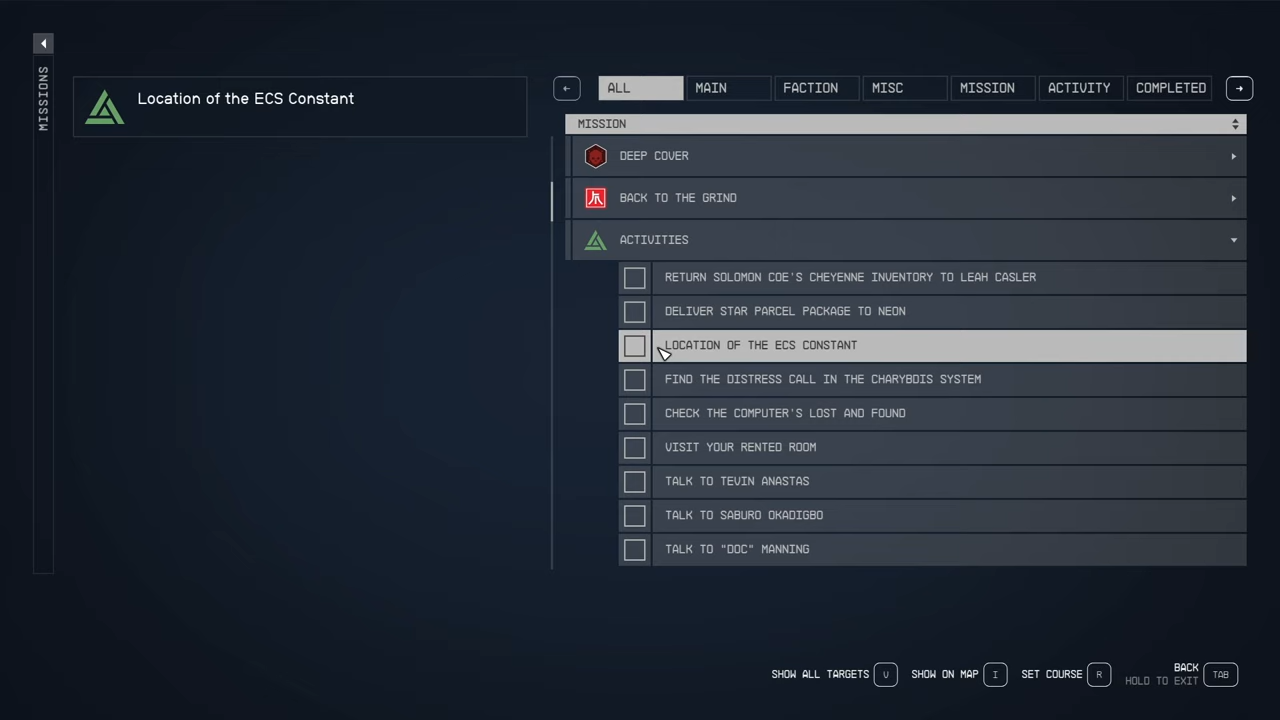 MISSIONS
Location of the ECS Constant
ALL MAIN FACTION MISC MISSION ACTIVITY COMPLETED
MISSION
DEEP COVER
BACK TO THE GRIND
ACTIVITIES
RETURN SOLOMON COE'S CHEYENNE INVENTORY TO LEAH CASLER
DELIVER STAR PARCEL PACKAGE TO NEON
LOCATION OF THE ECS CONSTANT
FIND THE DISTRESS CALL IN THE CHARYBDIS SYSTEM
CHECK THE COMPUTER'S LOST AND FOUND
VISIT YOUR RENTED ROOM
TALK TO TEVIN ANASTAS
TALK TO SABURO OKADIGBO
TALK TO "DOC" MANNING
SHOW ALL TARGETS V SHOW ON MAP I SET COURSE R BACK TAB
HOLD TO EXIT